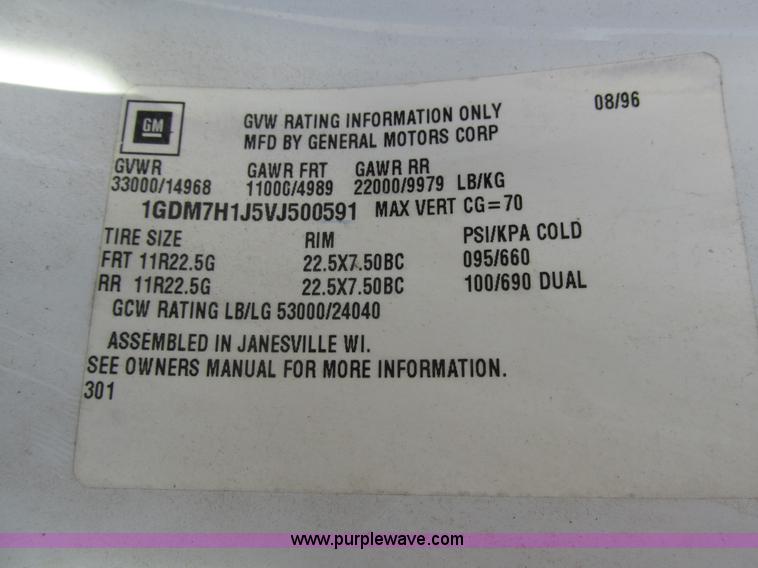 GM
GVW RATING INFORMATION ONLY 08/96
MFD BY GENERAL MOTORS CORP
GVWR GAWR FRT GAWR RR
33000/14968 11000/4989 22000/9979 LB/KG
1GDM7H1J5VJ500591 MAX VERT CG=70
TIRE SIZE RIM PSI/KPA COLD
FRT 11R22.5G 22.5X7.50BC 095/660
RR 11R22.5G 22.5X7.50BC 100/690 DUAL
GCW RATING LB/LG 53000/24040
ASSEMBLED IN JANESVILLE WI.
SEE OWNERS MANUAL FOR MORE INFORMATION.
301
www.purplewave.com